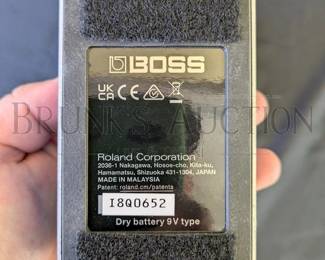 BOSS
UK CA CE
BRUNK'S AUCTION
Roland Corporation
2036-1 Nakagawa, Hosoe-cho, Kita-ku,
Hamamatsu, Shizuoka 431-1304, JAPAN
MADE IN MALAYSIA
Patent: roland.cm/patents
I8Q0652
Dry battery 9V type